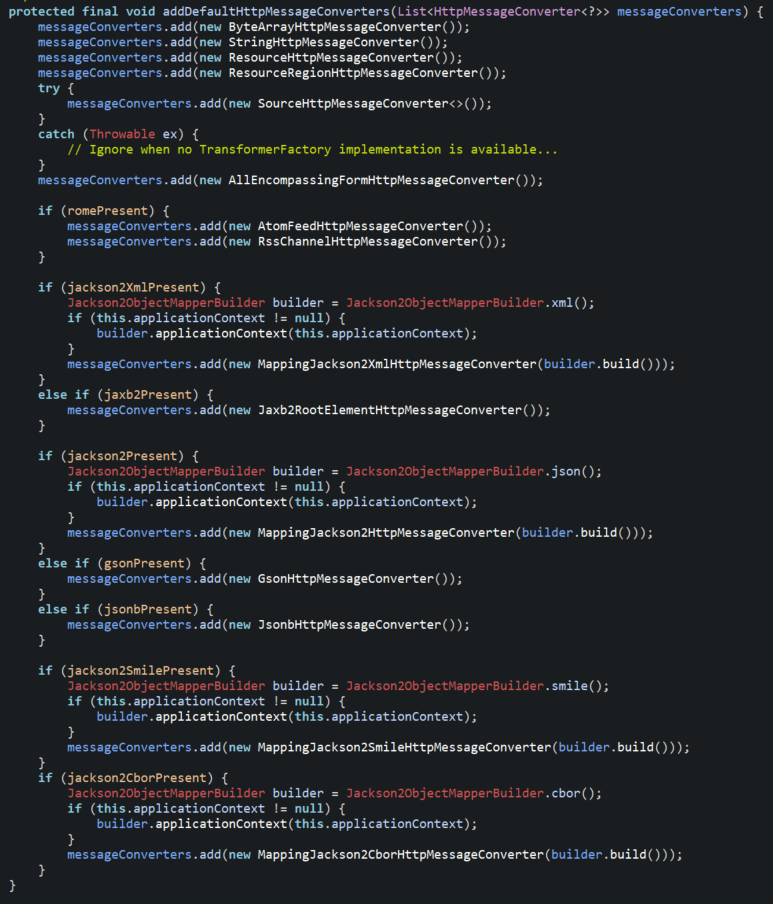 protected final void addDefaultHttpMessageConverters(List<HttpMessageConverter<?>> messageConverters) {
    messageConverters.add(new ByteArrayHttpMessageConverter());
    messageConverters.add(new StringHttpMessageConverter());
    messageConverters.add(new ResourceHttpMessageConverter());
    messageConverters.add(new ResourceRegionHttpMessageConverter());
    try {
        messageConverters.add(new SourceHttpMessageConverter<>());
    }
    catch (Throwable ex) {
        // Ignore when no TransformerFactory implementation is available...
    }
    messageConverters.add(new AllEncompassingFormHttpMessageConverter());

    if (romePresent) {
        messageConverters.add(new AtomFeedHttpMessageConverter());
        messageConverters.add(new RssChannelHttpMessageConverter());
    }

    if (jackson2XmlPresent) {
        Jackson2ObjectMapperBuilder builder = Jackson2ObjectMapperBuilder.xml();
        if (this.applicationContext != null) {
            builder.applicationContext(this.applicationContext);
        }
        messageConverters.add(new MappingJackson2XmlHttpMessageConverter(builder.build()));
    }
    else if (jaxb2Present) {
        messageConverters.add(new Jaxb2RootElementHttpMessageConverter());
    }

    if (jackson2Present) {
        Jackson2ObjectMapperBuilder builder = Jackson2ObjectMapperBuilder.json();
        if (this.applicationContext != null) {
            builder.applicationContext(this.applicationContext);
        }
        messageConverters.add(new MappingJackson2HttpMessageConverter(builder.build()));
    }
    else if (gsonPresent) {
        messageConverters.add(new GsonHttpMessageConverter());
    }
    else if (jsonbPresent) {
        messageConverters.add(new JsonbHttpMessageConverter());
    }

    if (jackson2SmilePresent) {
        Jackson2ObjectMapperBuilder builder = Jackson2ObjectMapperBuilder.smile();
        if (this.applicationContext != null) {
            builder.applicationContext(this.applicationContext);
        }
        messageConverters.add(new MappingJackson2SmileHttpMessageConverter(builder.build()));
    }
    if (jackson2CborPresent) {
        Jackson2ObjectMapperBuilder builder = Jackson2ObjectMapperBuilder.cbor();
        if (this.applicationContext != null) {
            builder.applicationContext(this.applicationContext);
        }
        messageConverters.add(new MappingJackson2CborHttpMessageConverter(builder.build()));
    }
}